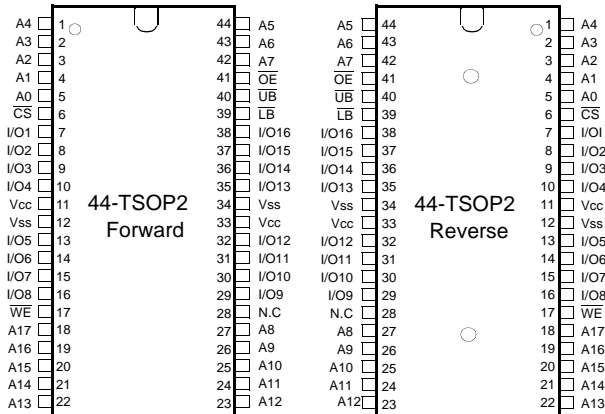 A4 1 44 A5 A5 44 1 A4
A3 2 43 A6 A6 43 2 A3
A2 3 42 A7 A7 42 3 A2
A1 4 41 OE OE 41 4 A1
A0 5 40 UB UB 40 5 A0
CS 6 39 LB LB 39 6 CS
I/O1 7 38 I/O16 I/O16 38 7 I/OI
I/O2 8 37 I/O15 I/O15 37 8 I/O2
I/O3 9 36 I/O14 I/O14 36 9 I/O3
I/O4 10 35 I/O13 I/O13 35 10 I/O4
Vcc 11 44-TSOP2 34 Vss Vss 34 44-TSOP2 11 Vcc
Vss 12 Forward 33 Vcc Vcc 33 Reverse 12 Vss
I/O5 13 32 I/O12 I/O12 32 13 I/O5
I/O6 14 31 I/O11 I/O11 31 14 I/O6
I/O7 15 30 I/O10 I/O10 30 15 I/O7
I/O8 16 29 I/O9 I/O9 29 16 I/O8
WE 17 28 N.C N.C 28 17 WE
A17 18 27 A8 A8 27 18 A17
A16 19 26 A9 A9 26 19 A16
A15 20 25 A10 A10 25 20 A15
A14 21 24 A11 A11 24 21 A14
A13 22 23 A12 A12 23 22 A13